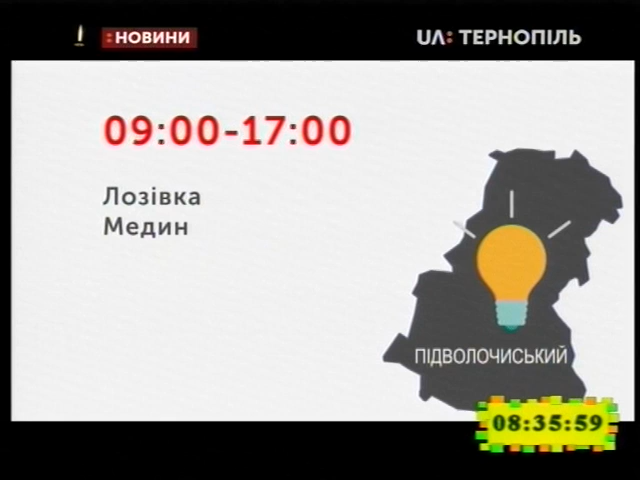 :НОВИНИ
UA: ТЕРНОПІЛЬ
09:00-17:00
Лозівка
Медин
ПІДВОЛОЧИСЬКИЙ
08:35:59